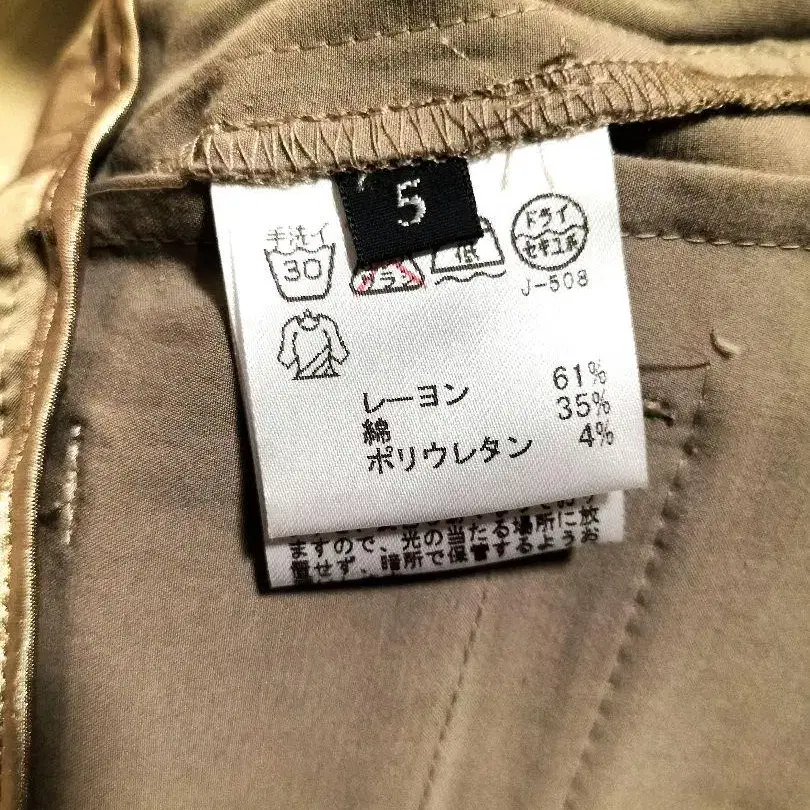 5
手洗イ
30
低
ドライ
セキユ系
J-508
レーヨン 61%
綿 35%
ポリウレタン 4%
ますので、光の当たる場所に放
置せず、暗所で保管するようお